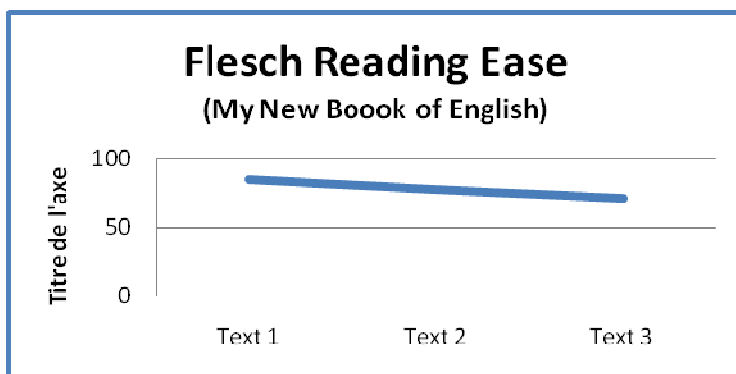 Flesch Reading Ease
(My New Boook of English)
Titre de l'axe
100
50
0
Text 1 Text 2 Text 3